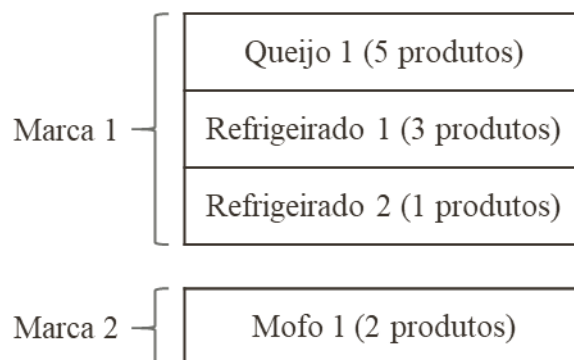 Queijo 1 (5 produtos)
Marca 1
Refrigeirado 1 (3 produtos)
Refrigeirado 2 (1 produtos)
Marca 2
Mofo 1 (2 produtos)